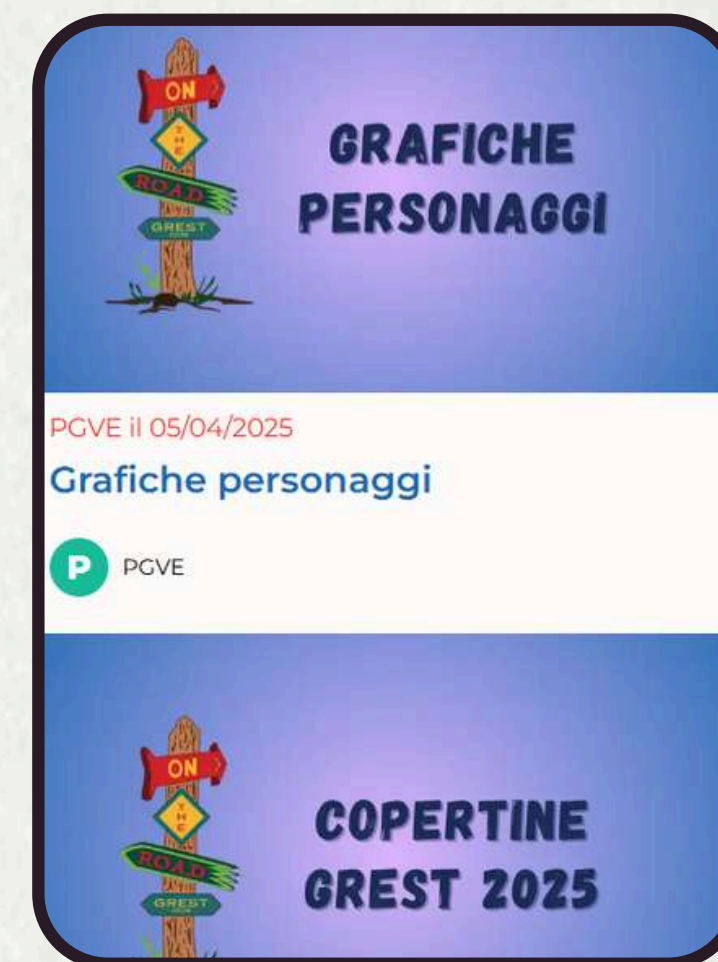 ON
THE
ROAD
GREST
GRAFICHE
PERSONAGGI
PGVE il 05/04/2025
Grafiche personaggi
P PGVE
ON
THE
ROAD
GREST
COPERTINE
GREST 2025